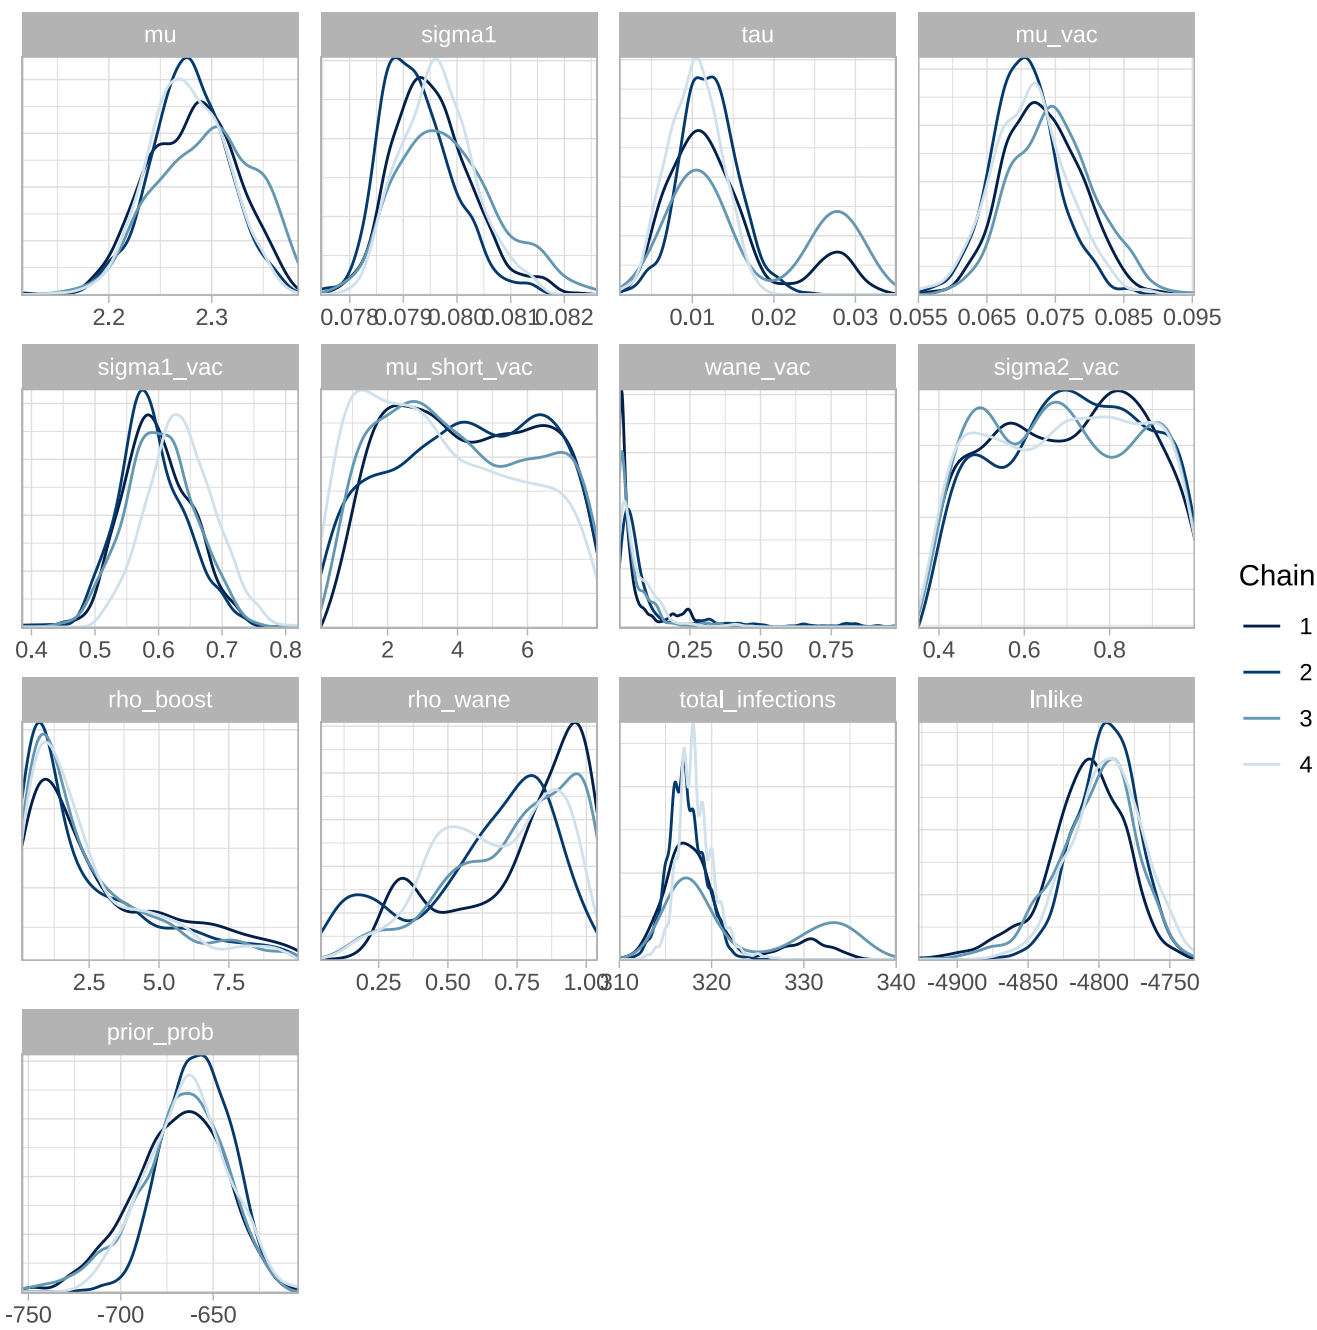 mu sigma1 tau mu_vac
2.2 2.3 0.078 0.079 0.080 0.081 0.082 0.01 0.02 0.03 0.055 0.065 0.075 0.085 0.095
sigma1_vac mu_short_vac wane_vac sigma2_vac
0.4 0.5 0.6 0.7 0.8 2 4 6 0.25 0.50 0.75 0.4 0.6 0.8
Chain
1
2
3
4
rho_boost rho_wane total_infections lnlike
2.5 5.0 7.5 0.25 0.50 0.75 1.00 310 320 330 340 -4900 -4850 -4800 -4750
prior_prob
-750 -700 -650